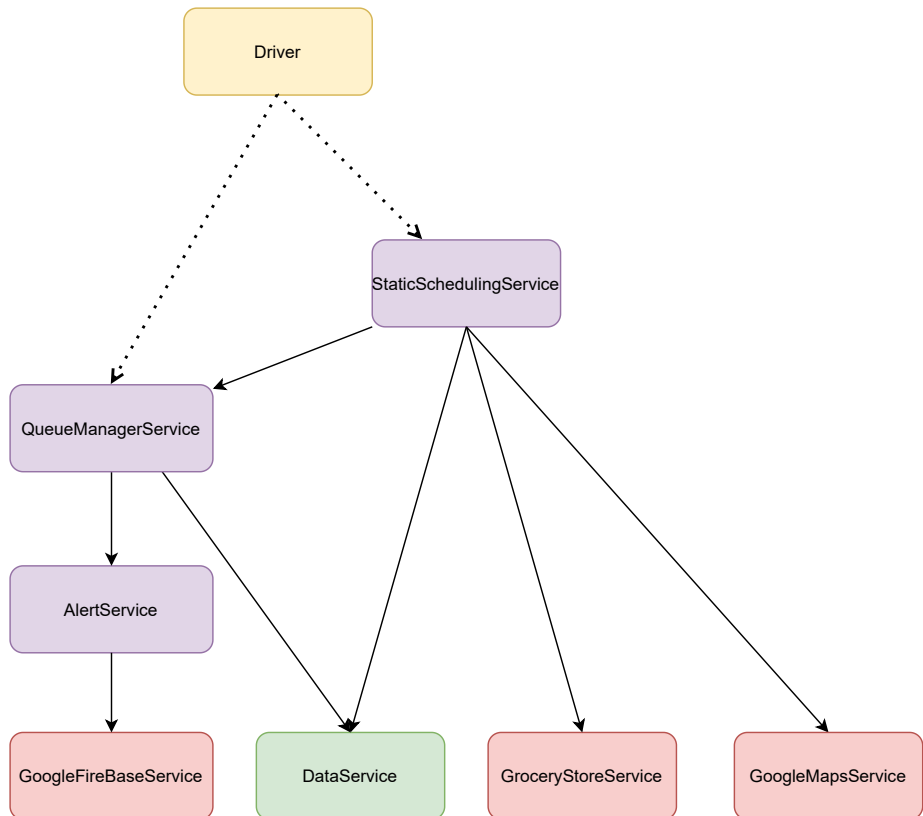 Driver
StaticSchedulingService
QueueManagerService
AlertService
GoogleFireBaseService
DataService
GroceryStoreService
GoogleMapsService